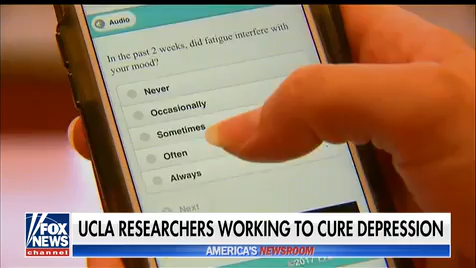 Audio
In the past 2 weeks, did fatigue interfere with
your mood?
Never
Occasionally
Sometimes
Often
Always
Next
FOX
NEWS
channel
UCLA RESEARCHERS WORKING TO CURE DEPRESSION
AMERICA'S NEWSROOM